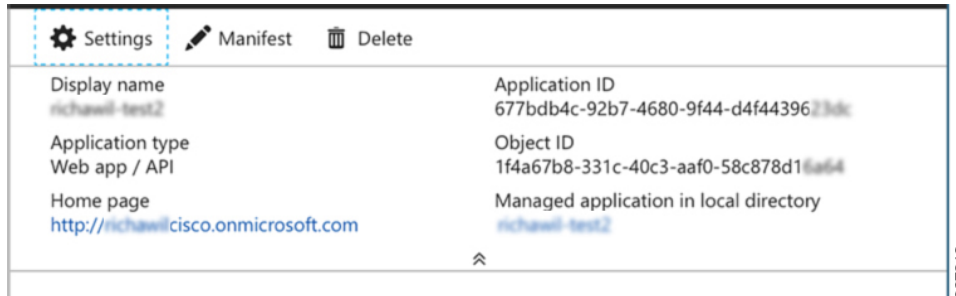 Settings Manifest Delete
Display name
Application type
Web app / API
Home page
http:// cisco.onmicrosoft.com
Application ID
677bdb4c-92b7-4680-9f44-d4f44396
Object ID
1f4a67b8-331c-40c3-aaf0-58c878d1
Managed application in local directory